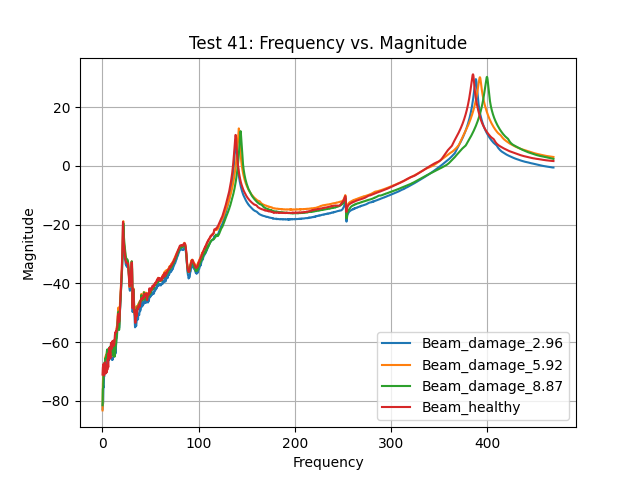 Test 41: Frequency vs. Magnitude
Magnitude
20
0
−20
−40
−60
−80
0
100
200
300
400
Frequency
Beam_damage_2.96
Beam_damage_5.92
Beam_damage_8.87
Beam_healthy